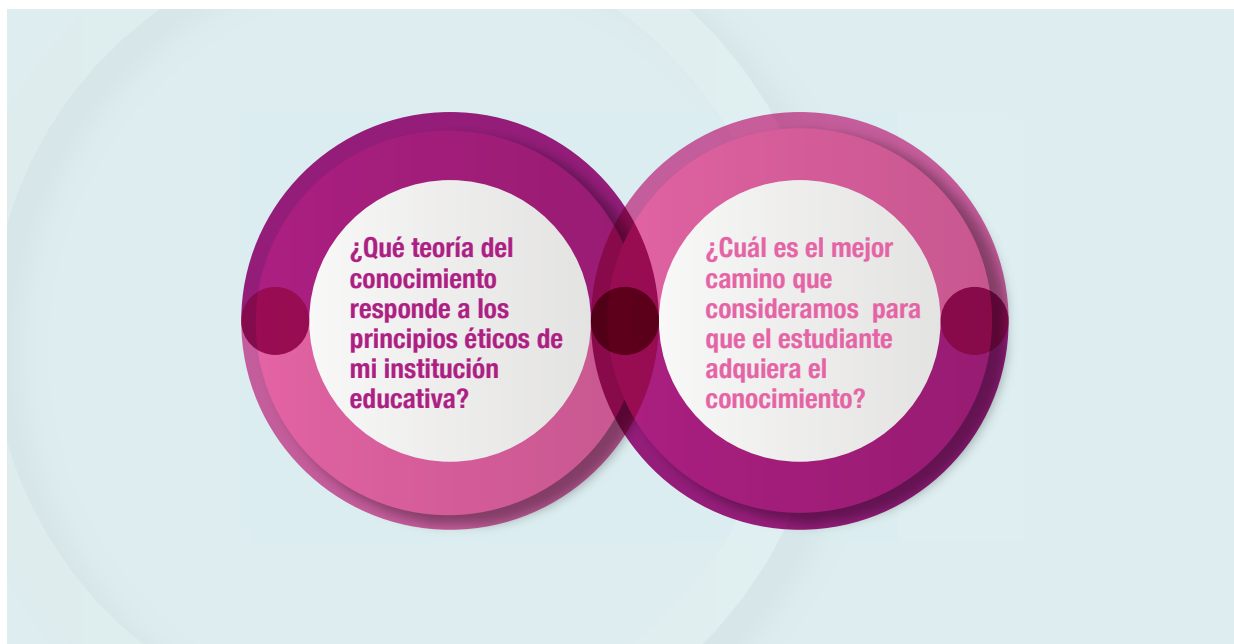 ¿Qué teoría del
conocimiento
responde a los
principios éticos de
mi institución
educativa?
¿Cuál es el mejor
camino que
consideramos  para
que el estudiante
adquiera el
conocimiento?